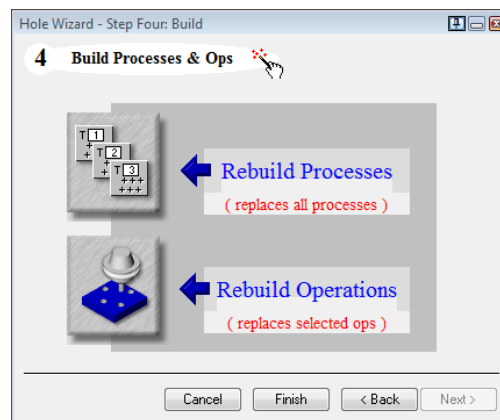 Hole Wizard - Step Four: Build
4 Build Processes & Ops
T 1
T 2
T 3
Rebuild Processes
( replaces all processes )
Rebuild Operations
( replaces selected ops )
Cancel Finish < Back Next >